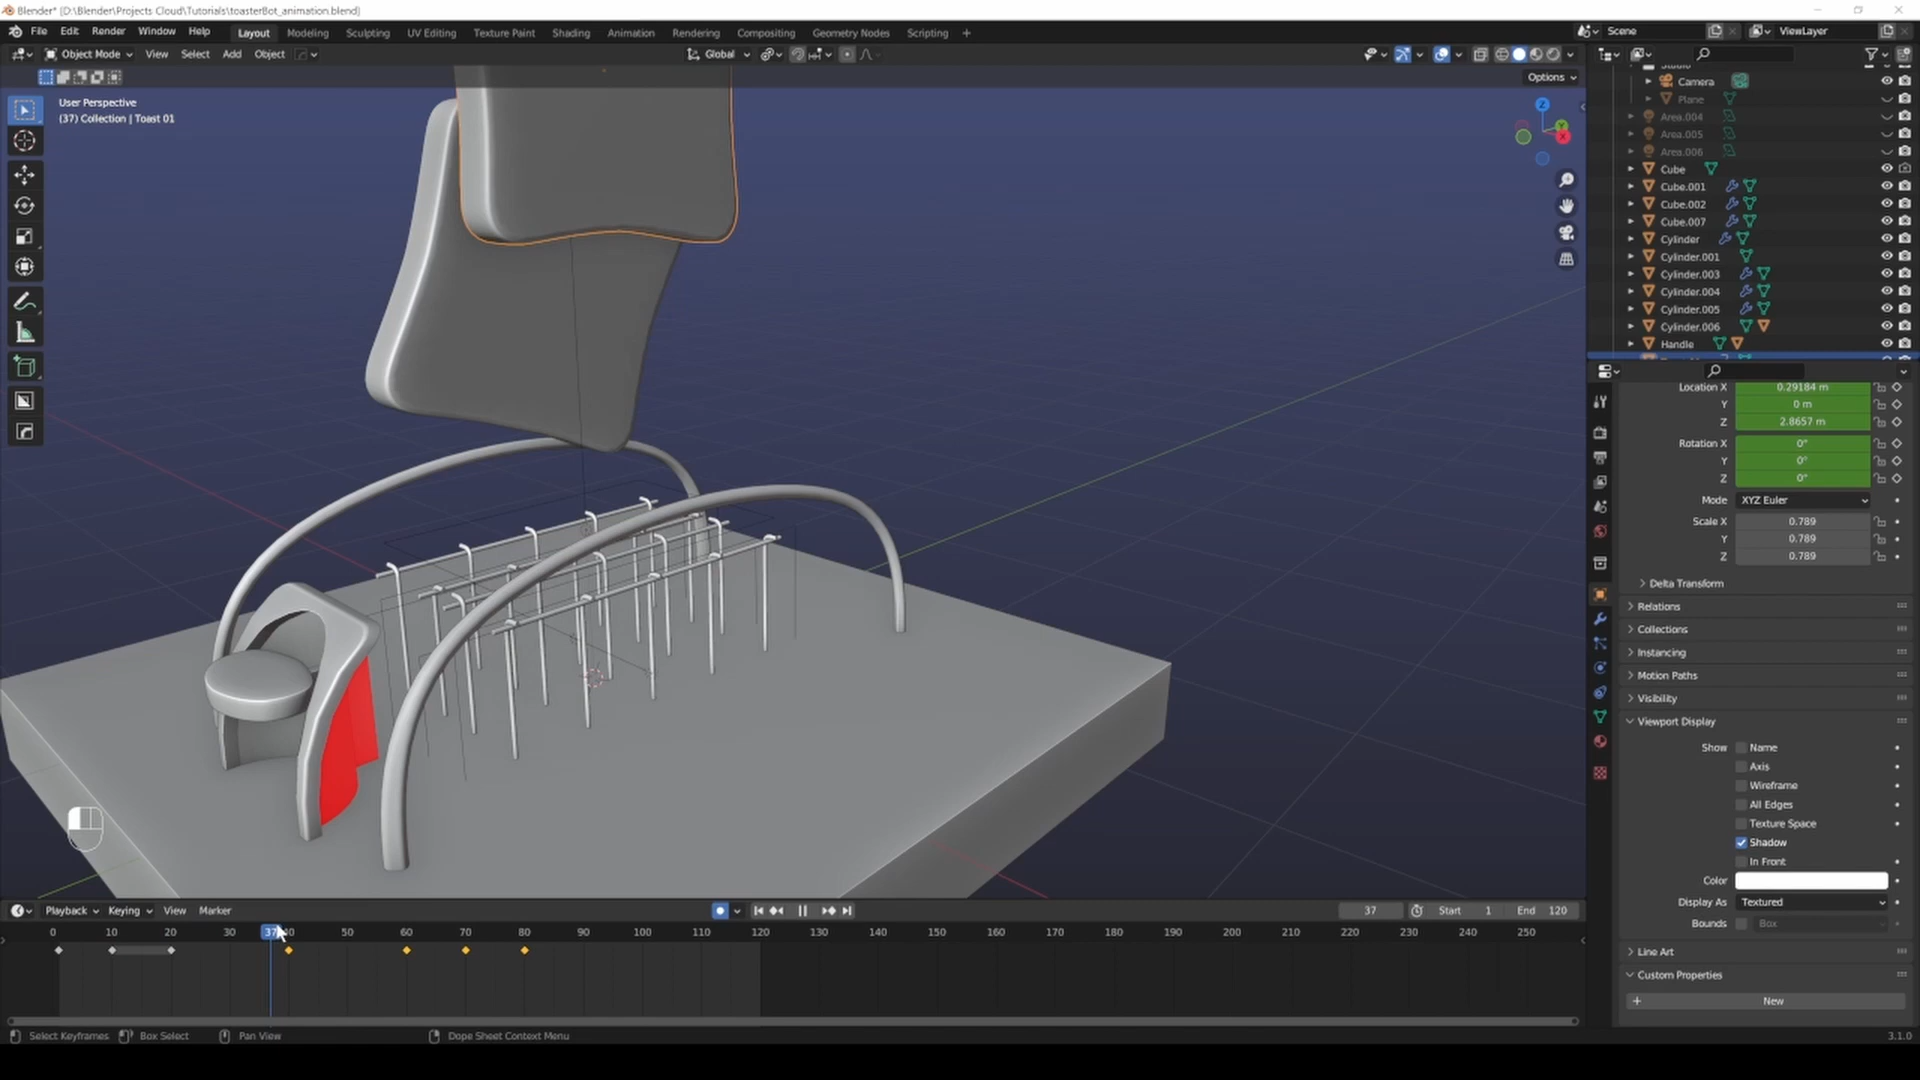 Blender* [D:\Blender\Projects Cloud\Tutorials\toasterBot_animation.blend]
File Edit Render Window Help Layout Modeling Sculpting UV Editing Texture Paint Shading Animation Rendering Compositing Geometry Nodes Scripting + Scene ViewLayer
Object Mode View Select Add Object Global
Options
User Perspective
(37) Collection | Toast 01
Z
Y
X
Camera
Plane
Area.004
Area.005
Area.006
Cube
Cube.001
Cube.002
Cube.007
Cylinder
Cylinder.001
Cylinder.003
Cylinder.004
Cylinder.005
Cylinder.006
Handle
Location X 0.29184 m
Y 0 m
Z 2.8657 m
Rotation X 0°
Y 0°
Z 0°
Mode XYZ Euler
Scale X 0.789
Y 0.789
Z 0.789
Delta Transform
Relations
Collections
Instancing
Motion Paths
Visibility
Viewport Display
Show Name
Axis
Wireframe
All Edges
Texture Space
Shadow
In Front
Color
Display As Textured
Bounds Box
Line Art
Custom Properties
+ New
Playback Keying View Marker 37 Start 1 End 120
0 10 20 30 37 40 50 60 70 80 90 100 110 120 130 140 150 160 170 180 190 200 210 220 230 240 250
Select Keyframes Box Select Pan View Dope Sheet Context Menu 3.1.0